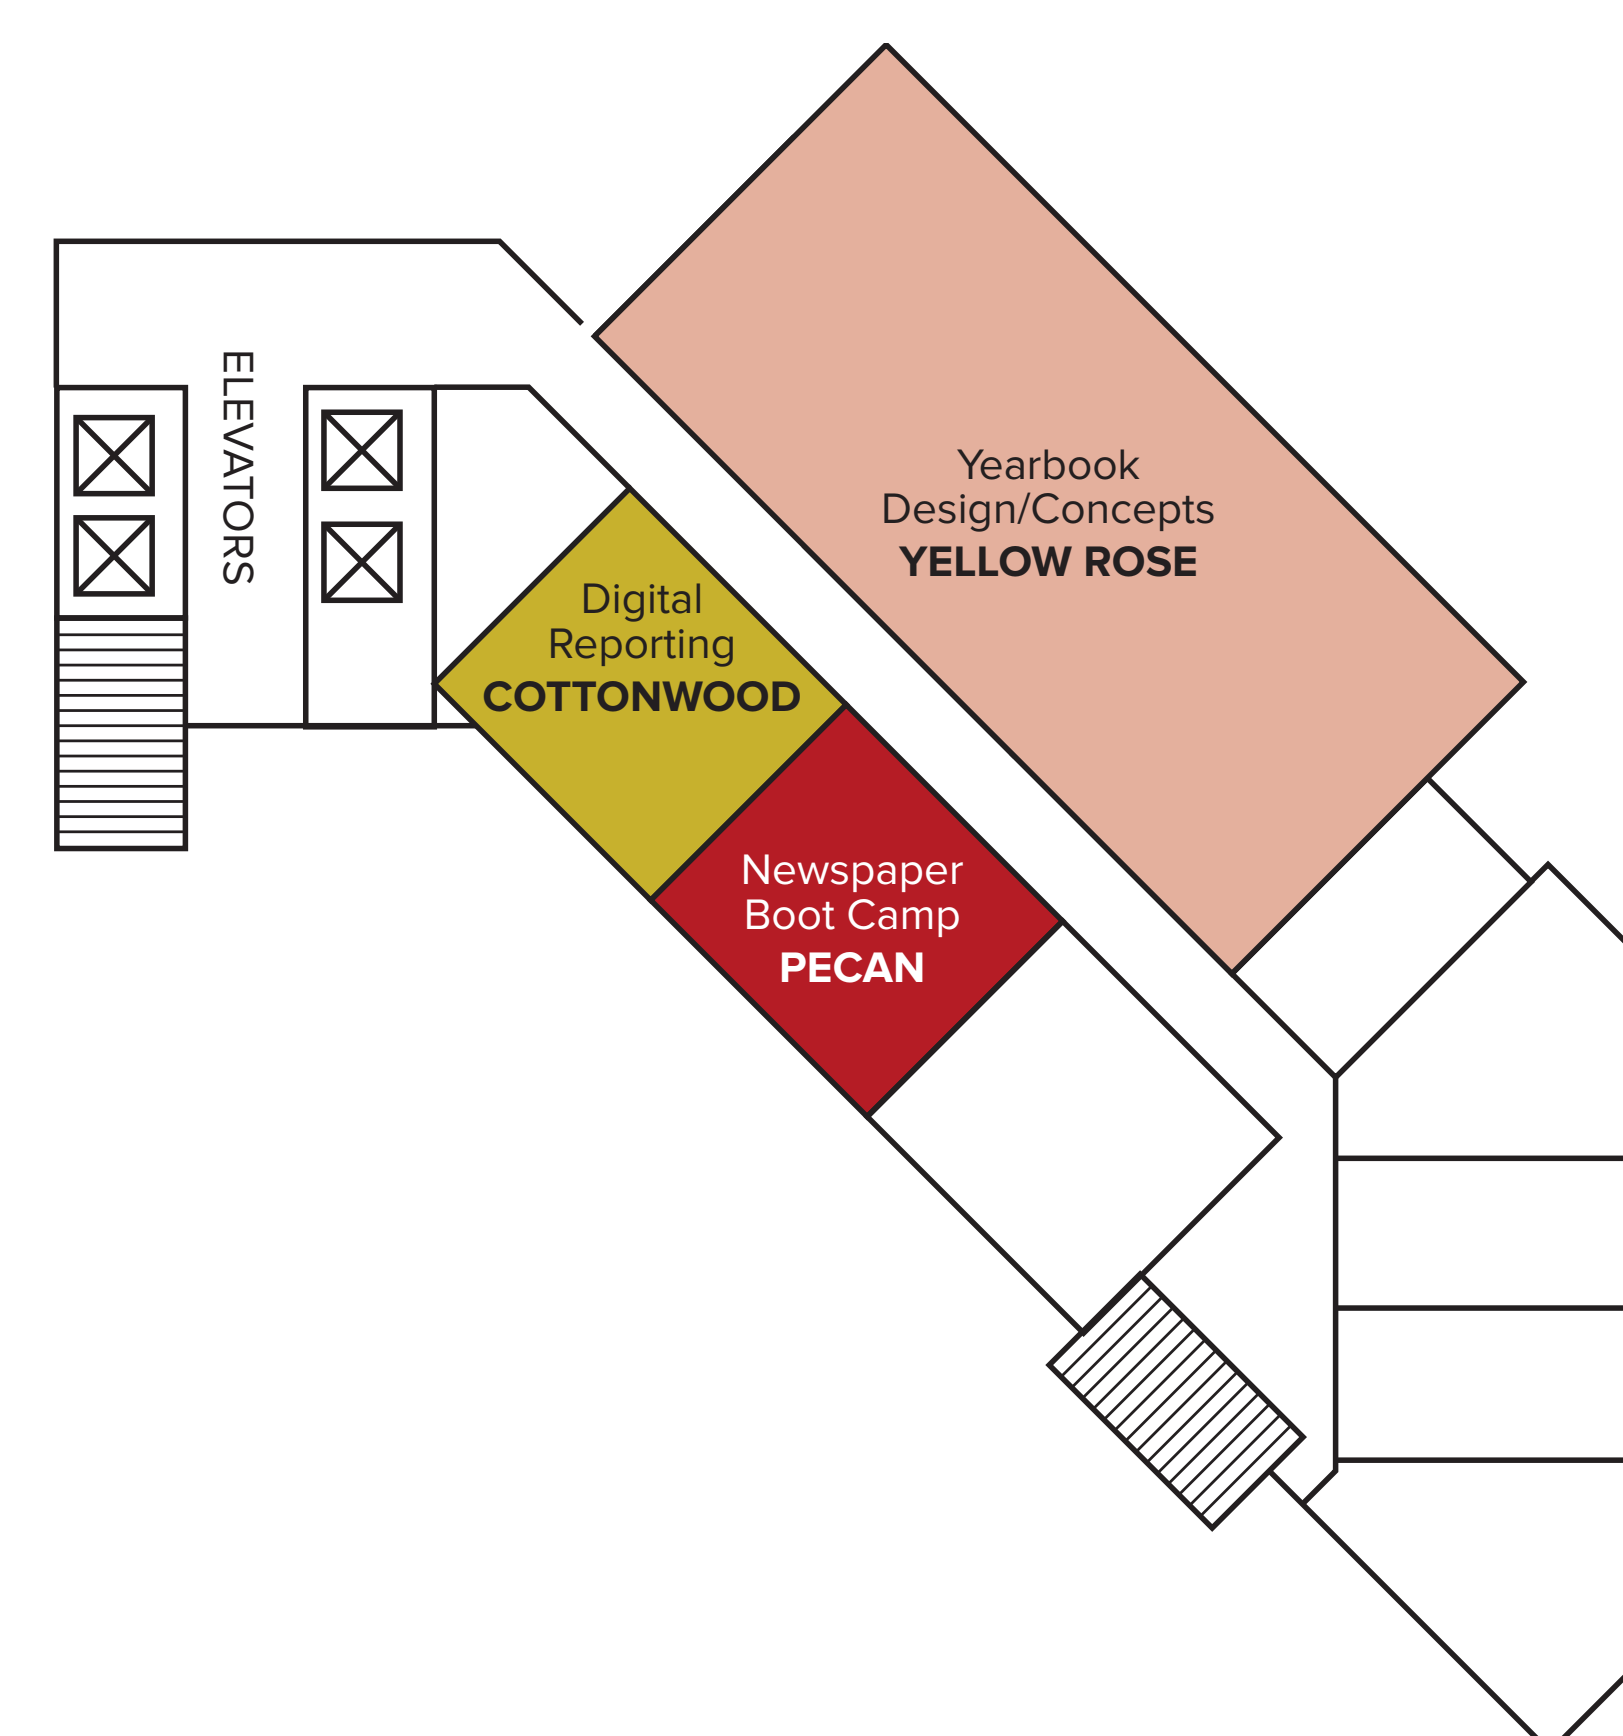 ELEVATORS
Yearbook
Design/Concepts
YELLOW ROSE
Digital
Reporting
COTTONWOOD
Newspaper
Boot Camp
PECAN